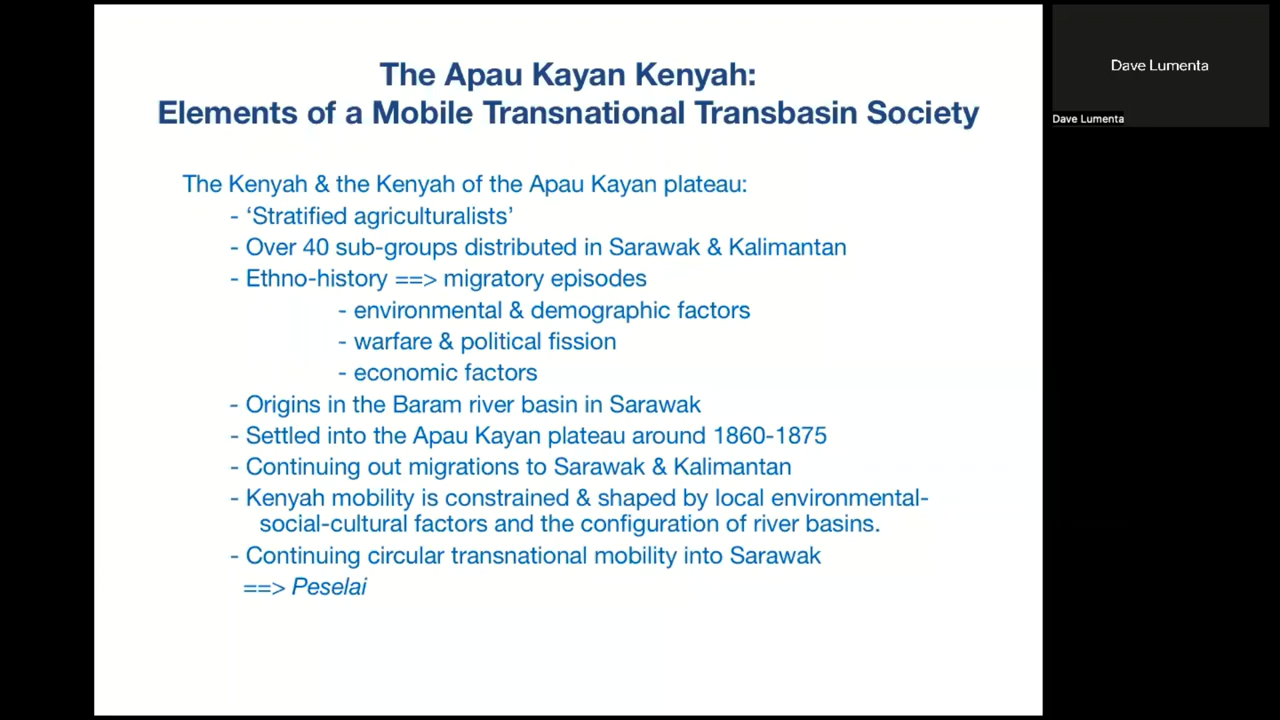 The Apau Kayan Kenyah:
Elements of a Mobile Transnational Transbasin Society
The Kenyah & the Kenyah of the Apau Kayan plateau:
- ‘Stratified agriculturalists’
- Over 40 sub-groups distributed in Sarawak & Kalimantan
- Ethno-history ==> migratory episodes
- environmental & demographic factors
- warfare & political fission
- economic factors
- Origins in the Baram river basin in Sarawak
- Settled into the Apau Kayan plateau around 1860-1875
- Continuing out migrations to Sarawak & Kalimantan
- Kenyah mobility is constrained & shaped by local environmental-
social-cultural factors and the configuration of river basins.
- Continuing circular transnational mobility into Sarawak
==> Peselai
Dave Lumenta
Dave Lumenta